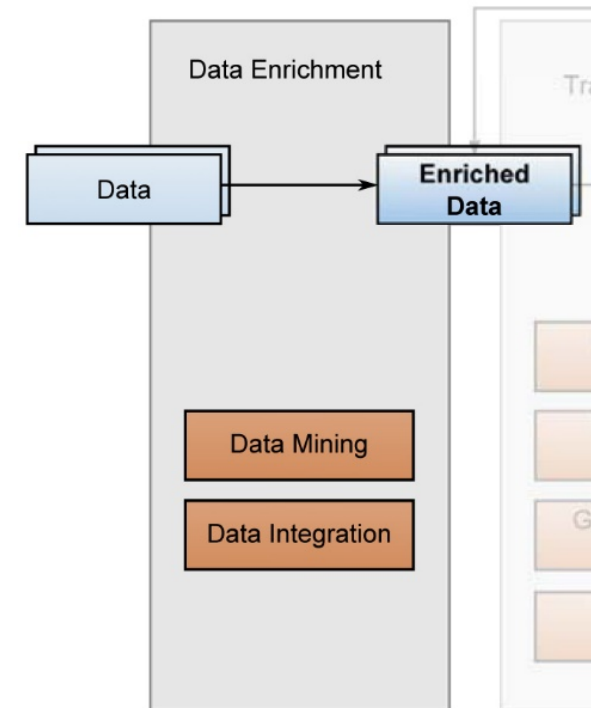 Data Enrichment
Data
Enriched
Data
Data Mining
Data Integration